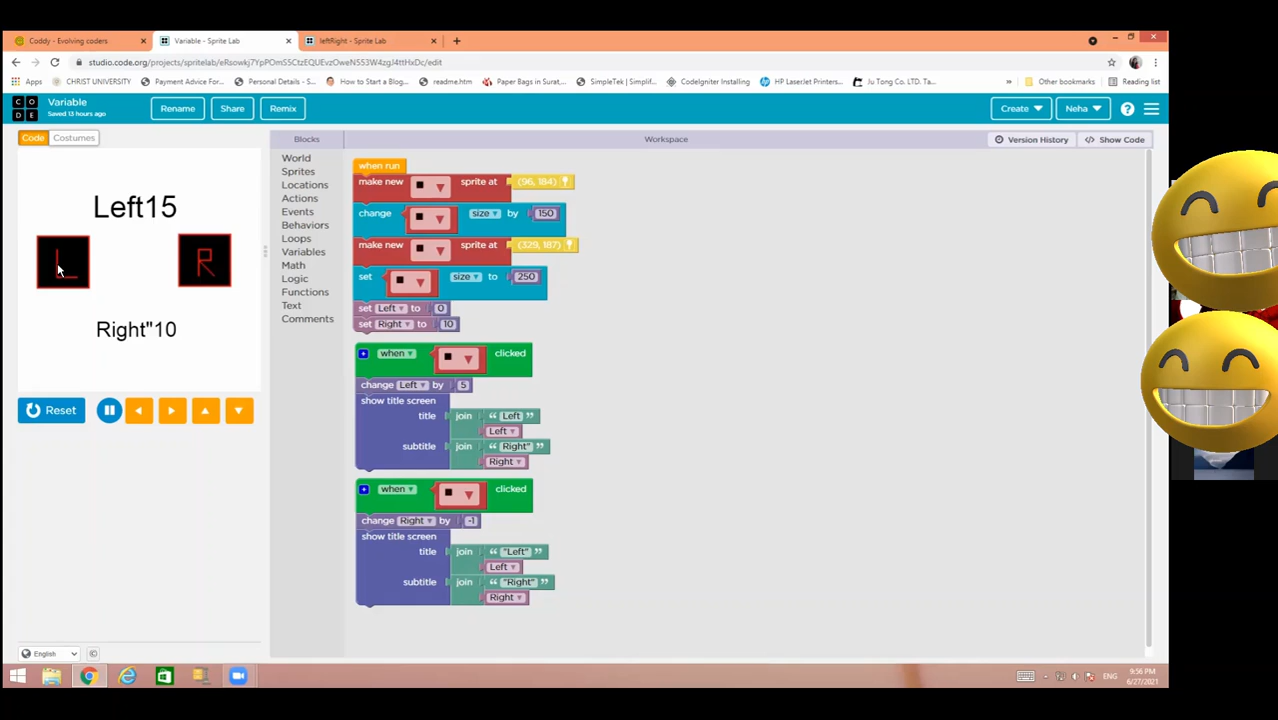 Coddy - Evolving coders
Variable - Sprite Lab
leftRight - Sprite Lab
studio.code.org/projects/spritelab/eRsowkj7YpPOmS5CtzEQUEvzOweN553W4zgJ4ttHxDc/edit
Apps
CHRIST UNIVERSITY
Payment Advice For...
Personal Details - S...
How to Start a Blog...
readme.htm
Paper Bags in Surat,...
SimpleTek | Simplif...
CodeIgniter Installing
HP LaserJet Printers...
Ju Tong Co. LTD. Ta...
»
Other bookmarks
Reading list
C O
D E
Variable
Saved 13 hours ago
Rename
Share
Remix
Create
Neha
?
Code
Costumes
Blocks
Workspace
Version History
</> Show Code
Left15
L
R
Right"10
Reset
World
Sprites
Locations
Actions
Events
Behaviors
Loops
Variables
Math
Logic
Functions
Text
Comments
when run
make new sprite at (96, 184)
change size by 150
make new sprite at (329, 187)
set size to 250
set Left to 0
set Right to 10
when clicked
change Left by 5
show title screen
title join “ Left ”
Left
subtitle join “ Right" ”
Right
when clicked
change Right by -1
show title screen
title join “ "Left" ”
Left
subtitle join “ "Right" ”
Right
English
©
ENG
9:56 PM
6/27/2021